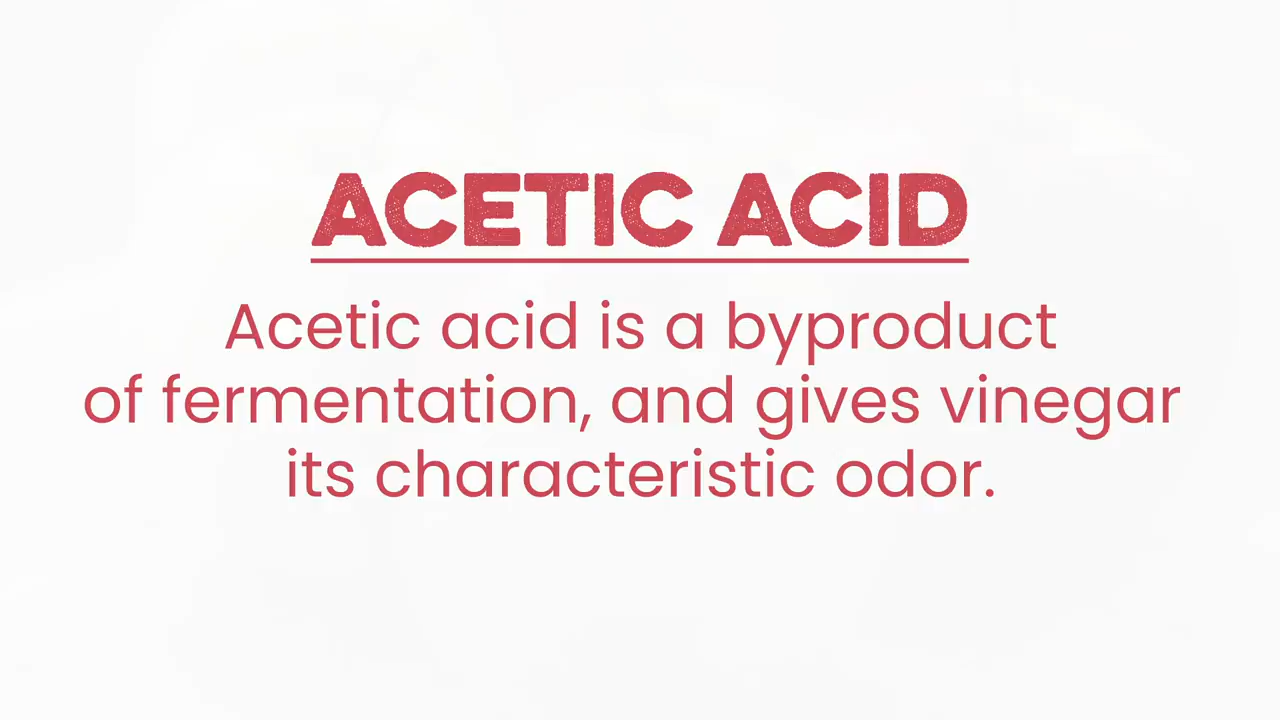 ACETIC ACID
Acetic acid is a byproduct
of fermentation, and gives vinegar
its characteristic odor.